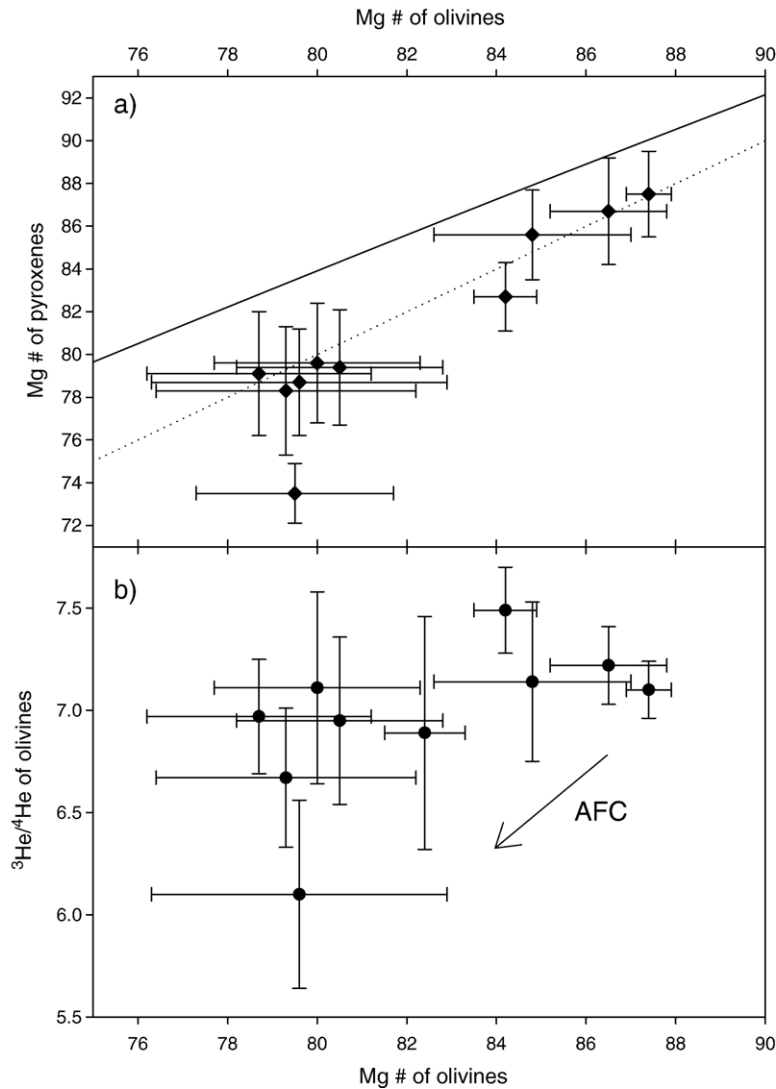 Mg # of olivines
76 78 80 82 84 86 88 90
a)
92
90
88
86
84
82
80
78
76
74
72
Mg # of pyroxenes
b)
7.5
7.0
6.5
6.0
5.5
³He/⁴He of olivines
AFC
76 78 80 82 84 86 88 90
Mg # of olivines